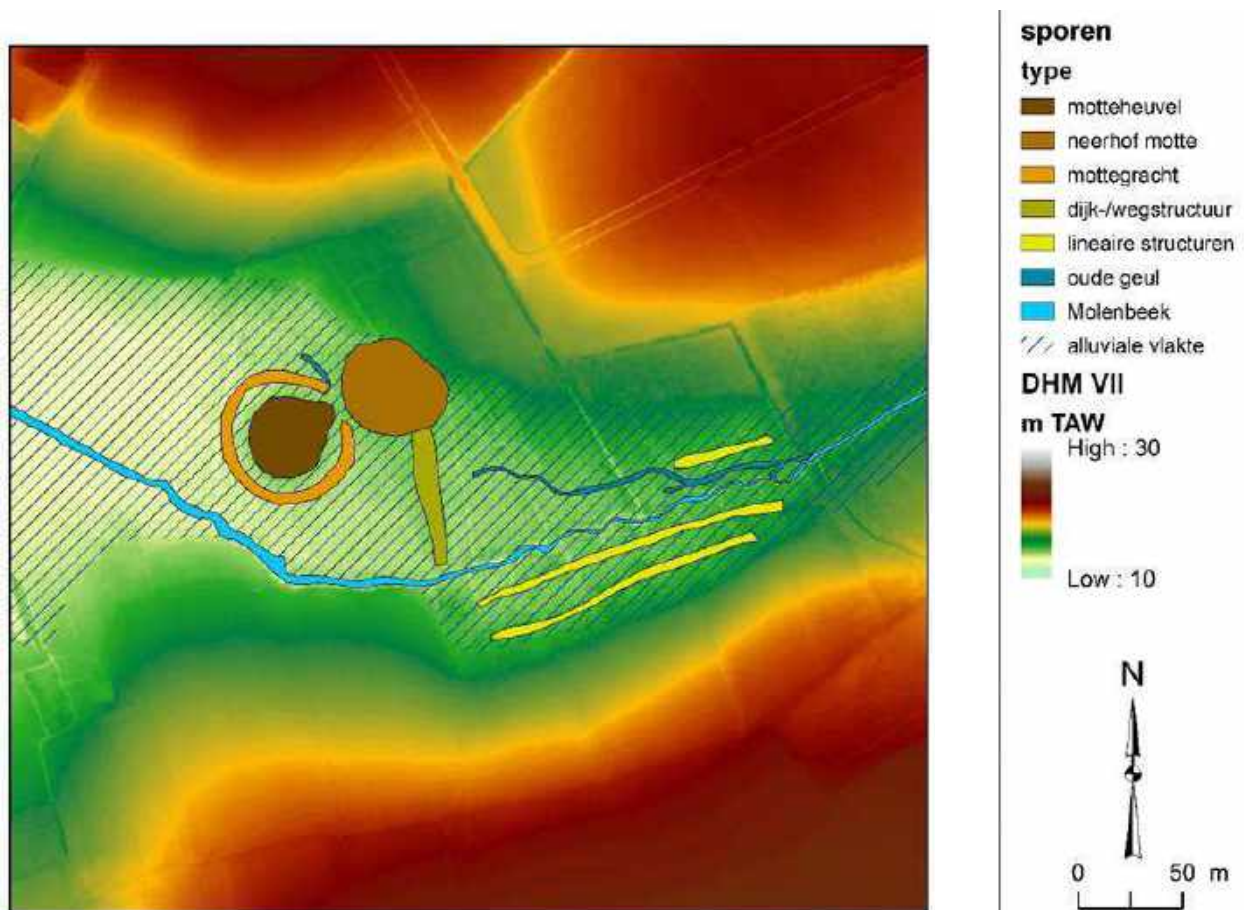 sporen
type
motteheuvel
neerhof motte
mottegracht
dijk-/wegstructuur
lineaire structuren
oude geul
Molenbeek
alluviale vlakte
DHM VII
m TAW
High : 30
Low : 10
N
0 50 m